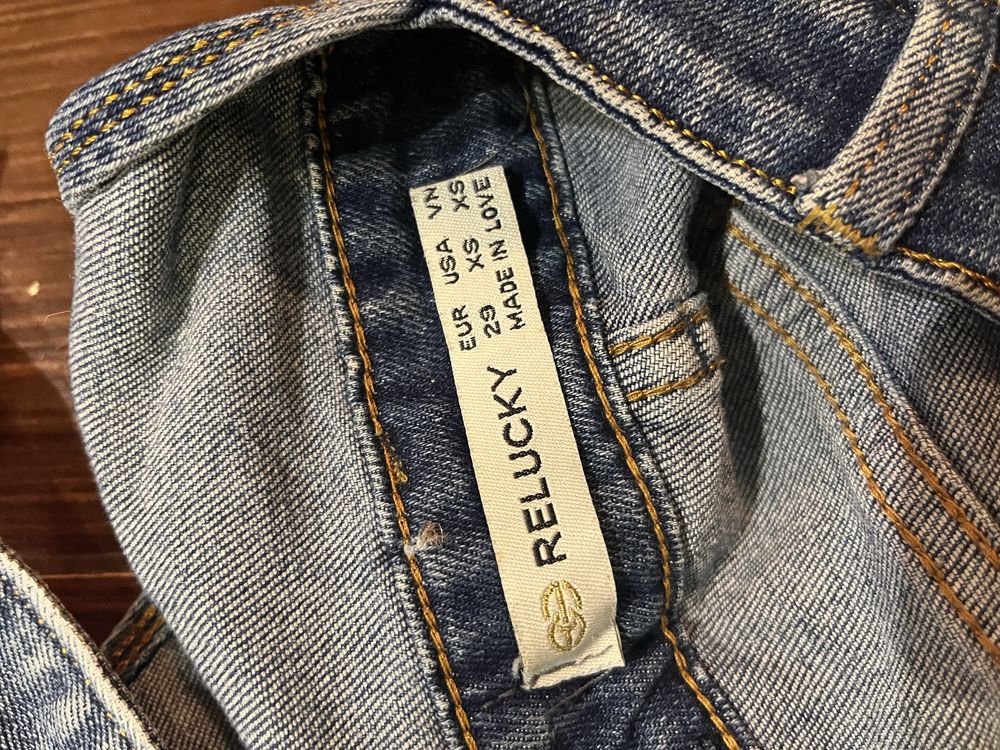 RELUCKY
EUR USA VN
29 XS XS
MADE IN LOVE